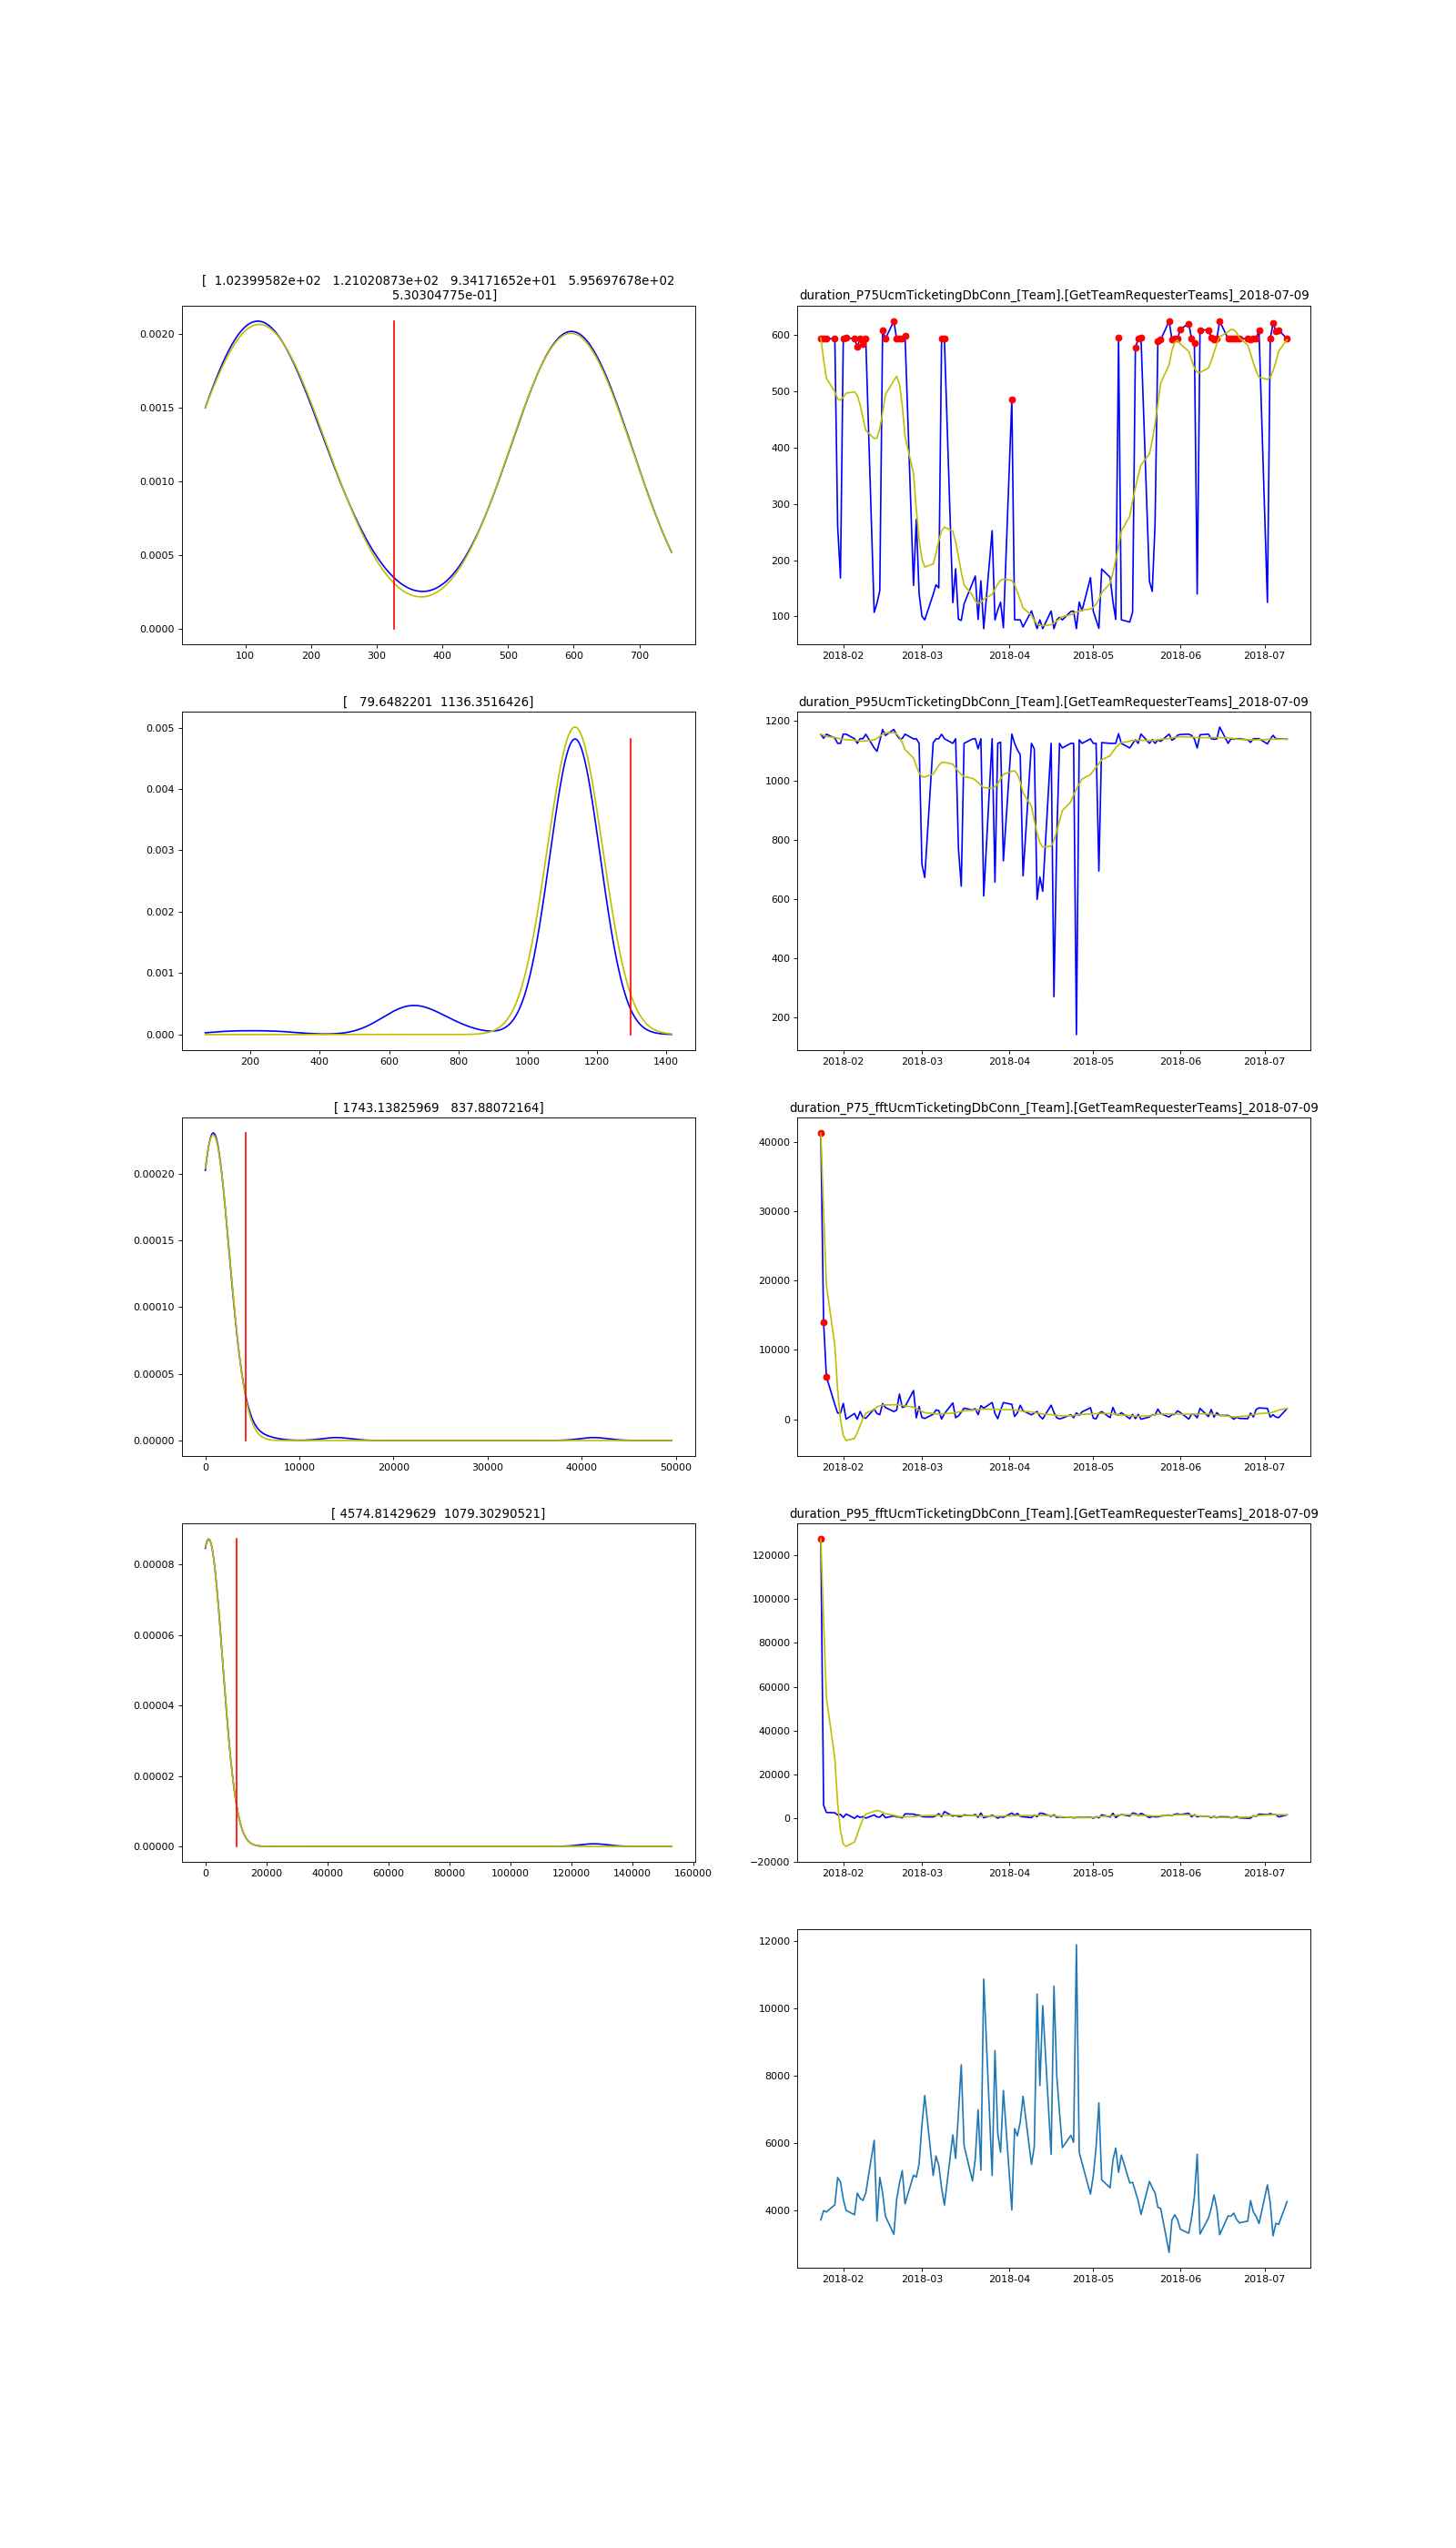 [  1.02399582e+02   1.21020873e+02   9.34171652e+01   5.95697678e+02
5.30304775e-01]
0.0020
0.0015
0.0010
0.0005
0.0000
100 200 300 400 500 600 700
duration_P75UcmTicketingDbConn_[Team].[GetTeamRequesterTeams]_2018-07-09
600
500
400
300
200
100
2018-02 2018-03 2018-04 2018-05 2018-06 2018-07
[   79.6482201  1136.3516426]
0.005
0.004
0.003
0.002
0.001
0.000
200 400 600 800 1000 1200 1400
duration_P95UcmTicketingDbConn_[Team].[GetTeamRequesterTeams]_2018-07-09
1200
1000
800
600
400
200
2018-02 2018-03 2018-04 2018-05 2018-06 2018-07
[ 1743.13825969   837.88072164]
0.00020
0.00015
0.00010
0.00005
0.00000
0 10000 20000 30000 40000 50000
duration_P75_fftUcmTicketingDbConn_[Team].[GetTeamRequesterTeams]_2018-07-09
40000
30000
20000
10000
0
2018-02 2018-03 2018-04 2018-05 2018-06 2018-07
[ 4574.81429629  1079.30290521]
0.00008
0.00006
0.00004
0.00002
0.00000
0 20000 40000 60000 80000 100000 120000 140000 160000
duration_P95_fftUcmTicketingDbConn_[Team].[GetTeamRequesterTeams]_2018-07-09
120000
100000
80000
60000
40000
20000
0
−20000
2018-02 2018-03 2018-04 2018-05 2018-06 2018-07
12000
10000
8000
6000
4000
2018-02 2018-03 2018-04 2018-05 2018-06 2018-07